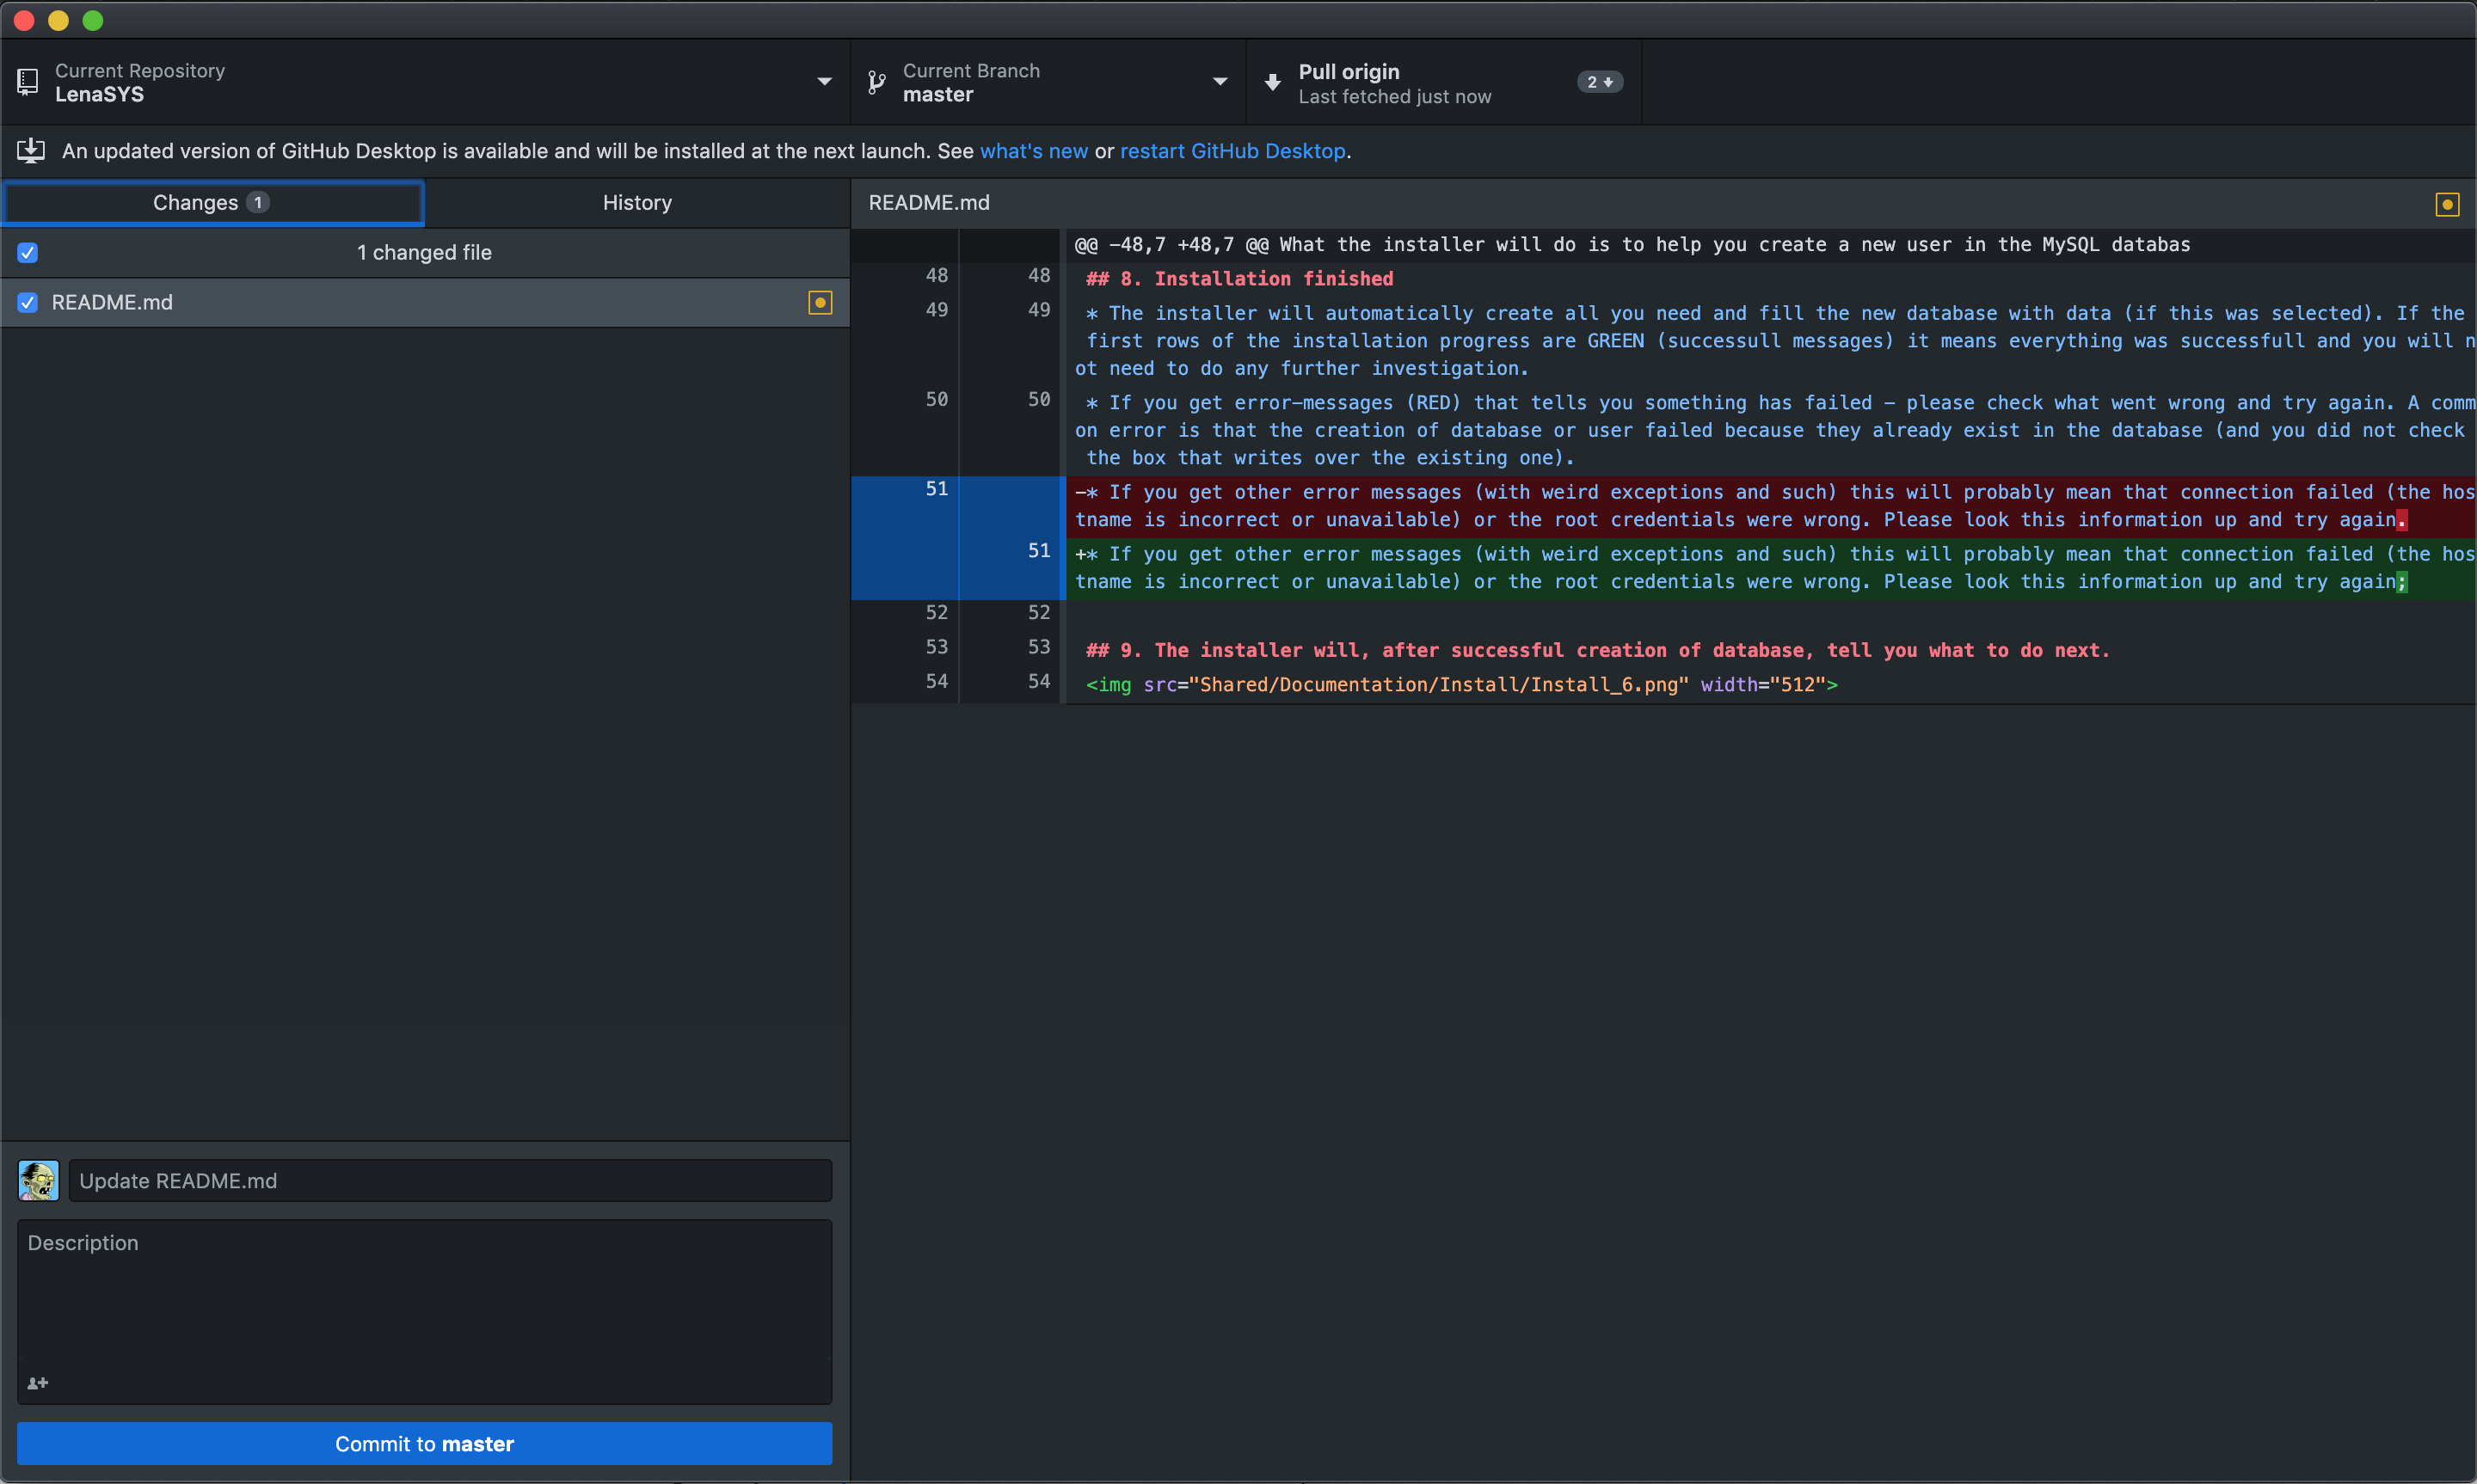 Current Repository
LenaSYS
Current Branch
master
Pull origin
Last fetched just now
2
An updated version of GitHub Desktop is available and will be installed at the next launch. See what's new or restart GitHub Desktop.
Changes 1
History
1 changed file
README.md
README.md
@@ -48,7 +48,7 @@ What the installer will do is to help you create a new user in the MySQL databas
48 48 ## 8. Installation finished
49 49 * The installer will automatically create all you need and fill the new database with data (if this was selected). If the
first rows of the installation progress are GREEN (successull messages) it means everything was successfull and you will n
ot need to do any further investigation.
50 50 * If you get error-messages (RED) that tells you something has failed - please check what went wrong and try again. A comm
on error is that the creation of database or user failed because they already exist in the database (and you did not check
the box that writes over the existing one).
51 -* If you get other error messages (with weird exceptions and such) this will probably mean that connection failed (the hos
tname is incorrect or unavailable) or the root credentials were wrong. Please look this information up and try again.
51 +* If you get other error messages (with weird exceptions and such) this will probably mean that connection failed (the hos
tname is incorrect or unavailable) or the root credentials were wrong. Please look this information up and try again;
52 52
53 53 ## 9. The installer will, after successful creation of database, tell you what to do next.
54 54 <img src="Shared/Documentation/Install/Install_6.png" width="512">
Update README.md
Description
Commit to master